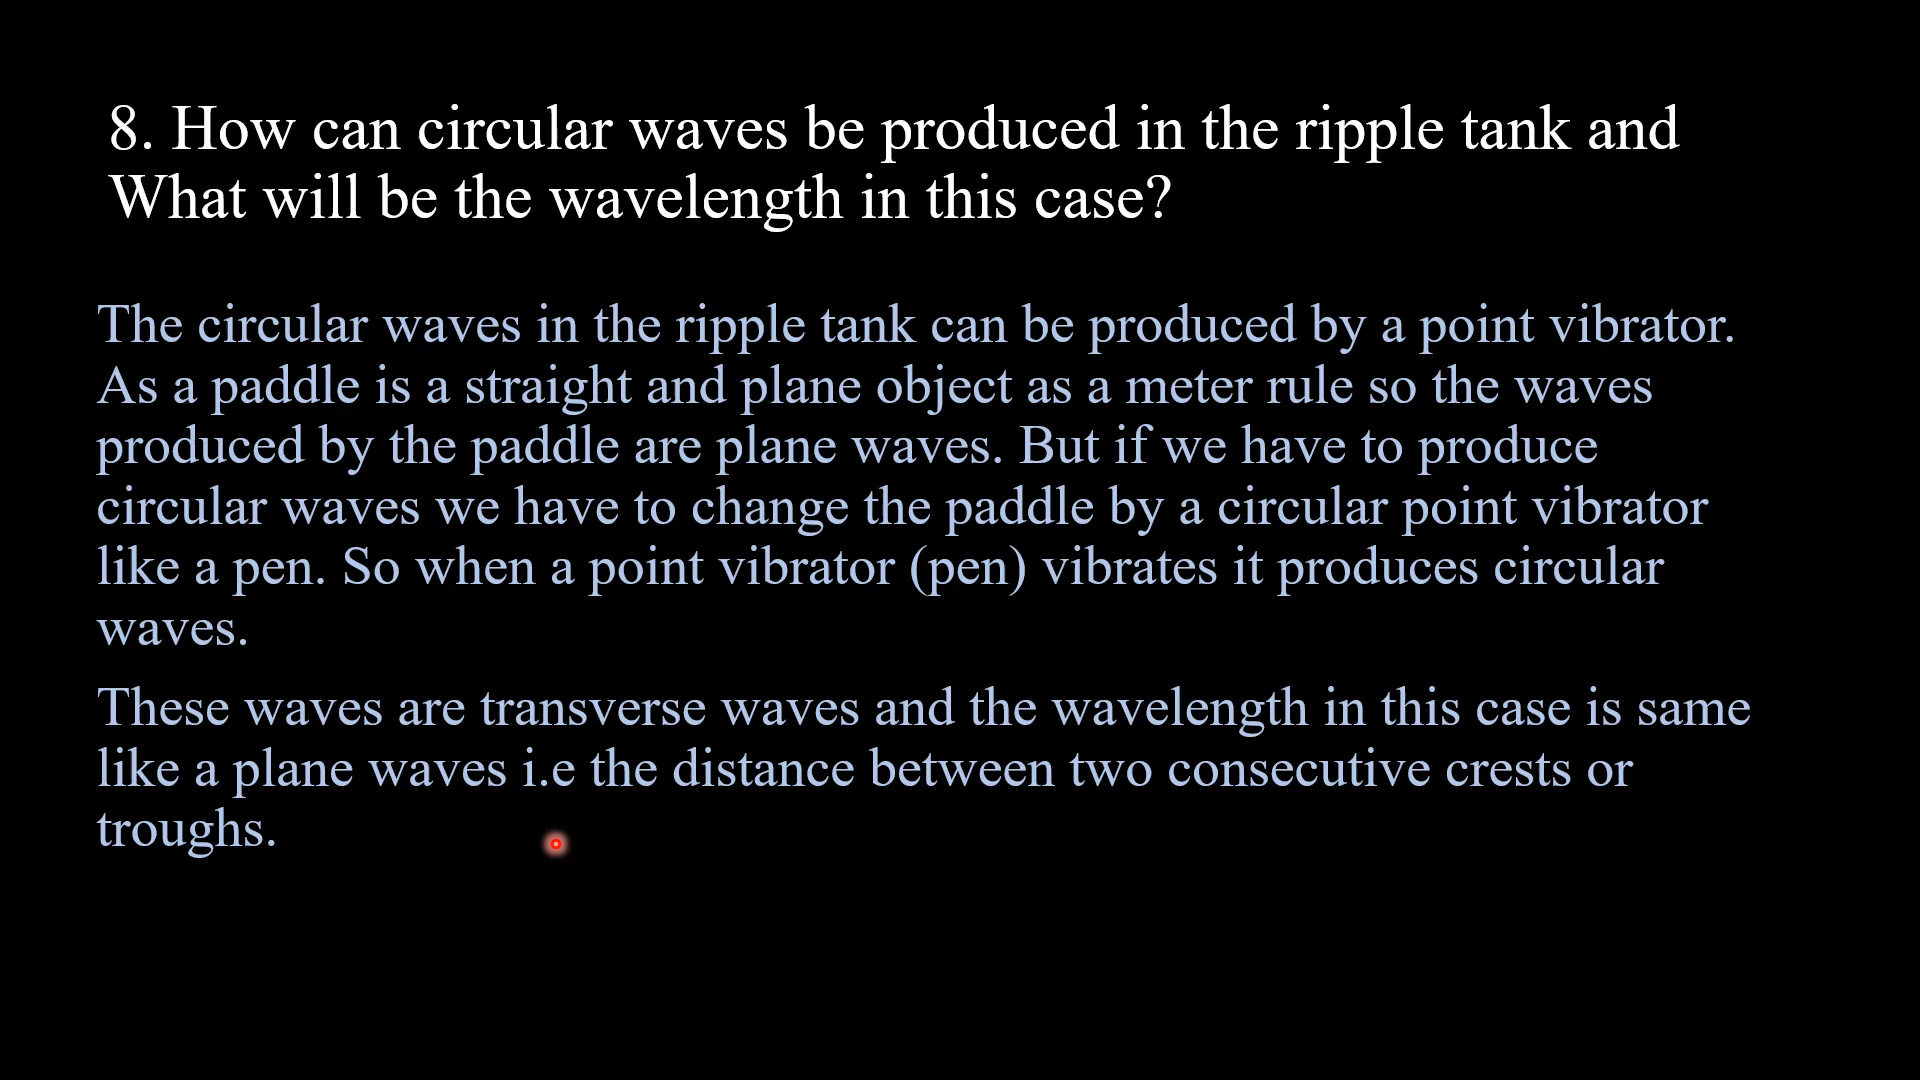 8. How can circular waves be produced in the ripple tank and
What will be the wavelength in this case?
The circular waves in the ripple tank can be produced by a point vibrator.
As a paddle is a straight and plane object as a meter rule so the waves
produced by the paddle are plane waves. But if we have to produce
circular waves we have to change the paddle by a circular point vibrator
like a pen. So when a point vibrator (pen) vibrates it produces circular
waves.
These waves are transverse waves and the wavelength in this case is same
like a plane waves i.e the distance between two consecutive crests or
troughs.